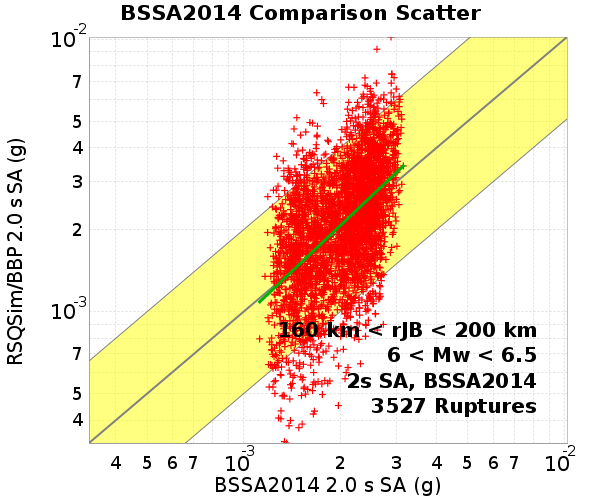 BSSA2014 Comparison Scatter
10-2
7
5
4
3
2
10-3
7
5
4
RSQSim/BBP 2.0 s SA (g)
160 km < rJB < 200 km
6 < Mw < 6.5
2s SA, BSSA2014
3527 Ruptures
4 5 6 7 10-3 2 3 4 5 6 7 10-2
BSSA2014 2.0 s SA (g)